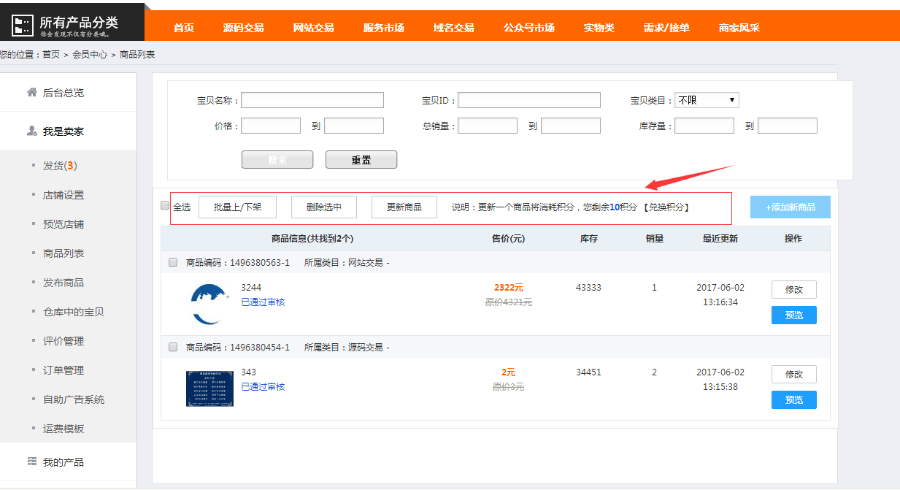 所有产品分类
你会发现不仅有分类哦。
首页 源码交易 网站交易 服务市场 域名交易 公众号市场 实物类 需求/接单 商家风采
您的位置：首页 > 会员中心 > 商品列表
后台总览
我是卖家
发货(3)
店铺设置
预览店铺
商品列表
发布商品
仓库中的宝贝
评价管理
订单管理
自助广告系统
运费模板
我的产品
宝贝名称： 宝贝ID： 宝贝类目：不限
价格： 到 总销量： 到 库存量： 到
搜索 重置
全选 批量上/下架 删除选中 更新商品 说明：更新一个商品将消耗积分，您剩余10积分 【兑换积分】 +添加新商品
商品信息(共找到2个) 售价(元) 库存 销量 最近更新 操作
商品编码：1496380563-1 所属类目：网站交易 -
3244 2322元 43333 1 2017-06-02 修改
已通过审核 原价4321元 13:16:34 预览
商品编码：1496380454-1 所属类目：源码交易 -
343 2元 34451 2 2017-06-02 修改
已通过审核 原价3元 13:15:38 预览